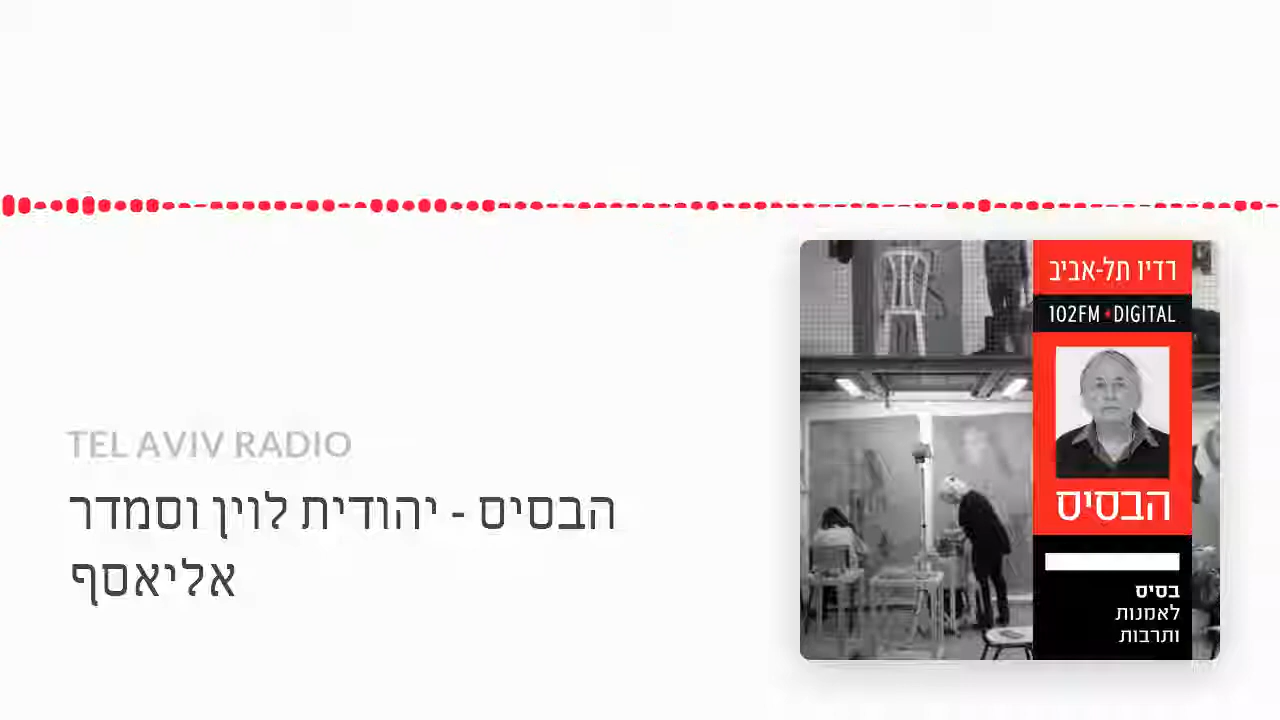 TEL AVIV RADIO
הבסיס - יהודית לוין וסמדר
אליאסף
רדיו תל-אביב
102FM • DIGITAL
הבסיס
בסיס
לאמנות
ותרבות